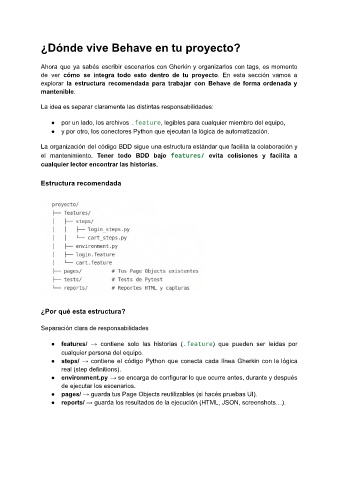 ¿Dónde vive Behave en tu proyecto?
Ahora que ya sabés escribir escenarios con Gherkin y organizarlos con tags, es momento
de ver cómo se integra todo esto dentro de tu proyecto. En esta sección vamos a
explorar la estructura recomendada para trabajar con Behave de forma ordenada y
mantenible.
La idea es separar claramente las distintas responsabilidades:
● por un lado, los archivos .feature, legibles para cualquier miembro del equipo,
● y por otro, los conectores Python que ejecutan la lógica de automatización.
La organización del código BDD sigue una estructura estándar que facilita la colaboración y
el mantenimiento. Tener todo BDD bajo features/ evita colisiones y facilita a
cualquier lector encontrar las historias.
Estructura recomendada
proyecto/
├── features/
│   ├── steps/
│   │   ├── login_steps.py
│   │   └── cart_steps.py
│   ├── environment.py
│   ├── login.feature
│   └── cart.feature
├── pages/ # Tus Page Objects existentes
├── tests/ # Tests de Pytest
└── reports/ # Reportes HTML y capturas
¿Por qué esta estructura?
Separación clara de responsabilidades
● features/ → contiene solo las historias (.feature) que pueden ser leídas por
cualquier persona del equipo.
● steps/ → contiene el código Python que conecta cada línea Gherkin con la lógica
real (step definitions).
● environment.py → se encarga de configurar lo que ocurre antes, durante y después
de ejecutar los escenarios.
● pages/ → guarda tus Page Objects reutilizables (si hacés pruebas UI).
● reports/ → guarda los resultados de la ejecución (HTML, JSON, screenshots…).